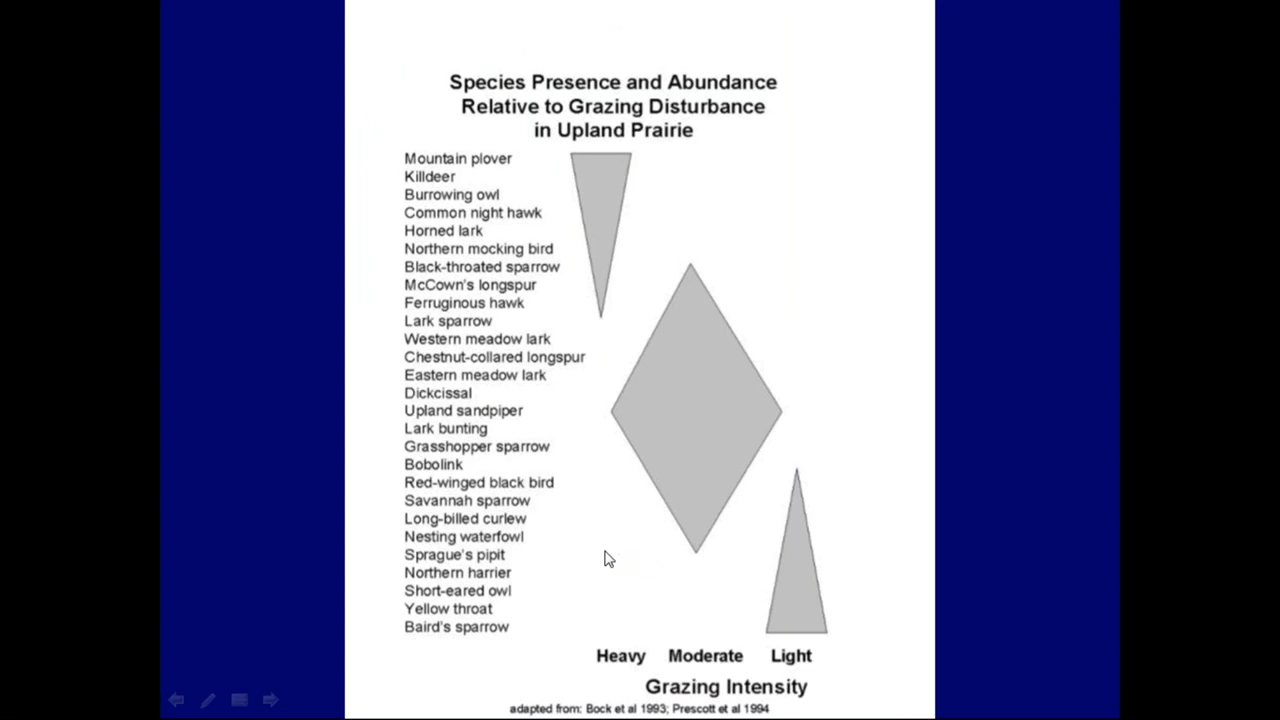 Species Presence and Abundance
Relative to Grazing Disturbance
in Upland Prairie
Mountain plover
Killdeer
Burrowing owl
Common night hawk
Horned lark
Northern mocking bird
Black-throated sparrow
McCown's longspur
Ferruginous hawk
Lark sparrow
Western meadow lark
Chestnut-collared longspur
Eastern meadow lark
Dickcissal
Upland sandpiper
Lark bunting
Grasshopper sparrow
Bobolink
Red-winged black bird
Savannah sparrow
Long-billed curlew
Nesting waterfowl
Sprague's pipit
Northern harrier
Short-eared owl
Yellow throat
Baird's sparrow
Heavy Moderate Light
Grazing Intensity
adapted from: Bock et al 1993; Prescott et al 1994